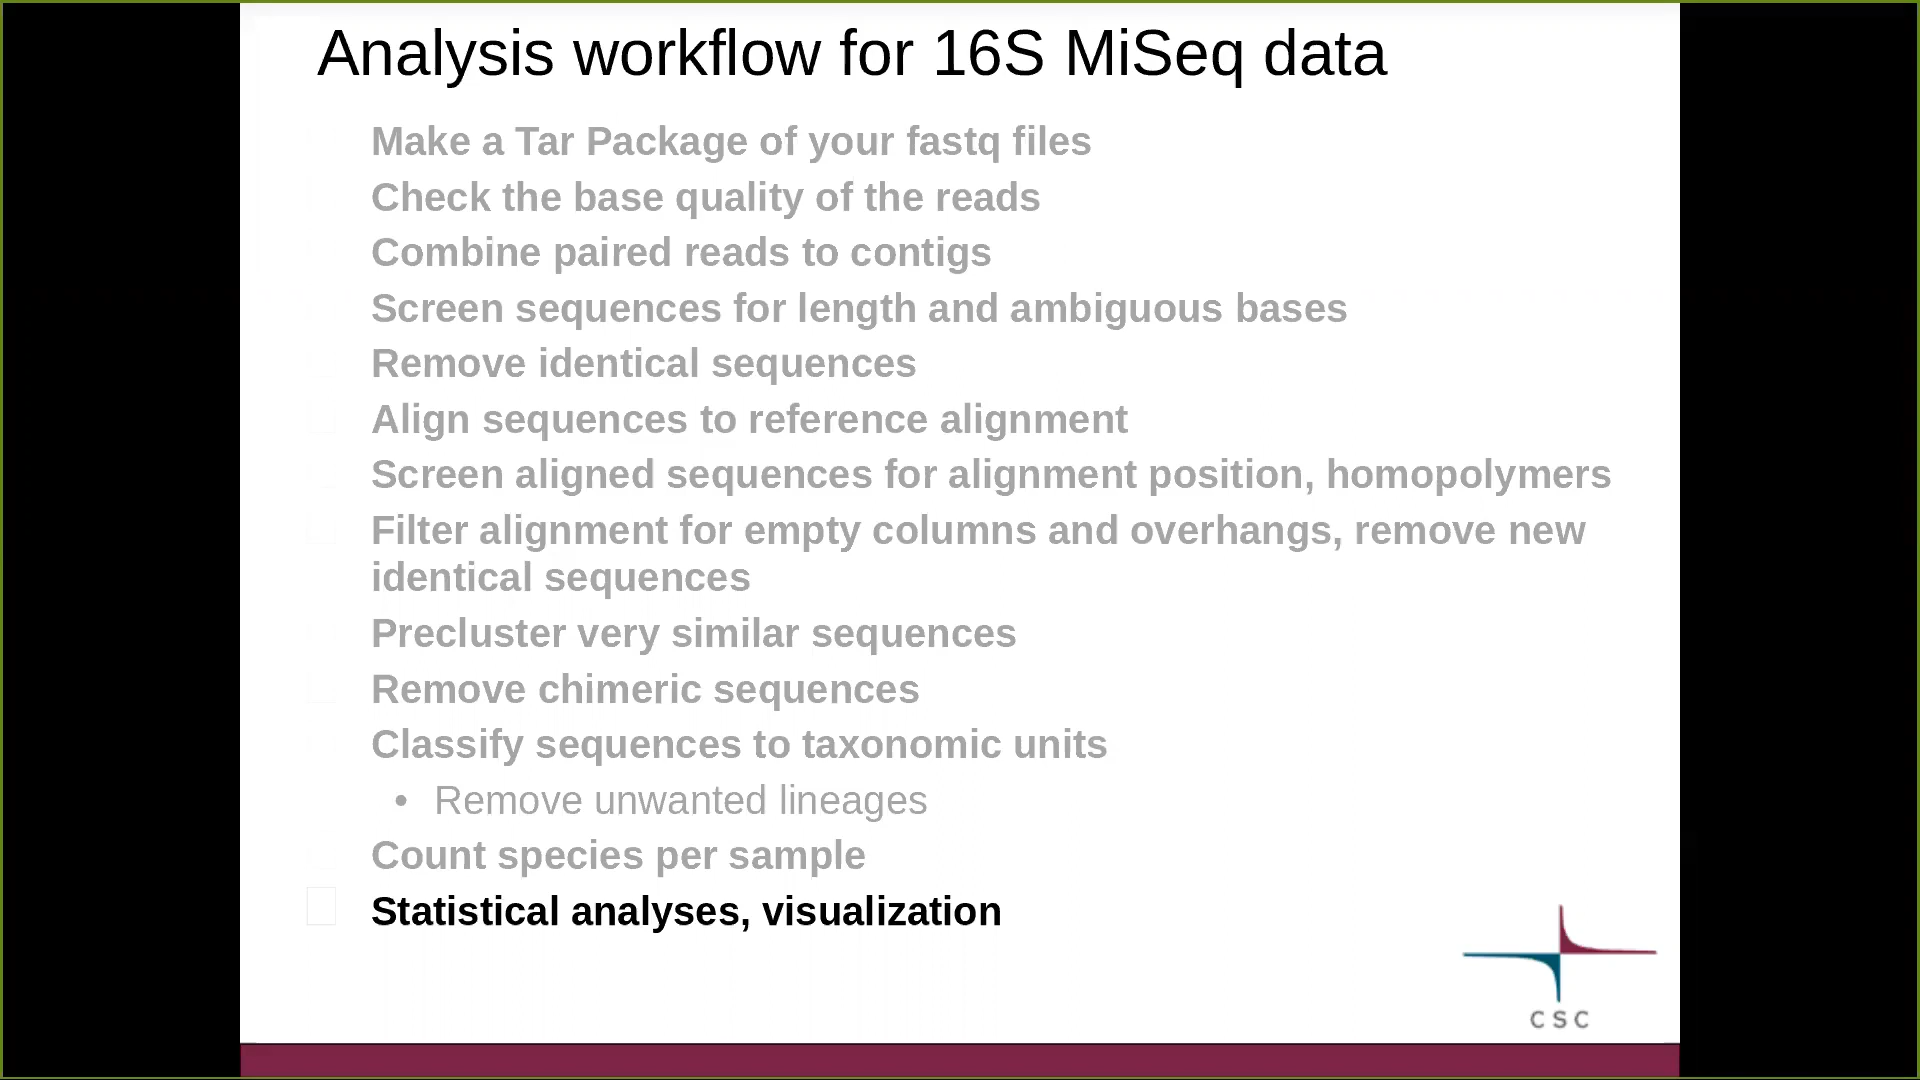 Analysis workflow for 16S MiSeq data
Make a Tar Package of your fastq files
Check the base quality of the reads
Combine paired reads to contigs
Screen sequences for length and ambiguous bases
Remove identical sequences
Align sequences to reference alignment
Screen aligned sequences for alignment position, homopolymers
Filter alignment for empty columns and overhangs, remove new
identical sequences
Precluster very similar sequences
Remove chimeric sequences
Classify sequences to taxonomic units
• Remove unwanted lineages
Count species per sample
Statistical analyses, visualization
CSC